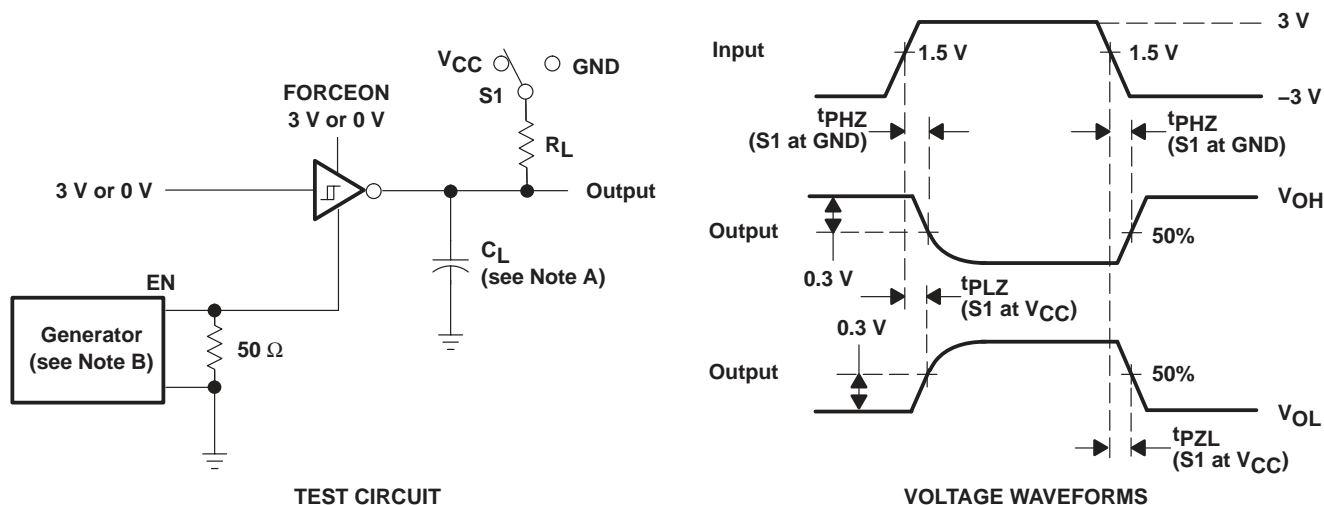 VCC
GND
S1
FORCEON
3 V or 0 V
RL
3 V or 0 V
Output
CL
(see Note A)
EN
Generator
(see Note B)
50 Ω
TEST CIRCUIT
3 V
Input
1.5 V
1.5 V
–3 V
tPHZ
(S1 at GND)
tPHZ
(S1 at GND)
VOH
Output
50%
0.3 V
tPLZ
(S1 at VCC)
0.3 V
Output
50%
VOL
tPZL
(S1 at VCC)
VOLTAGE WAVEFORMS